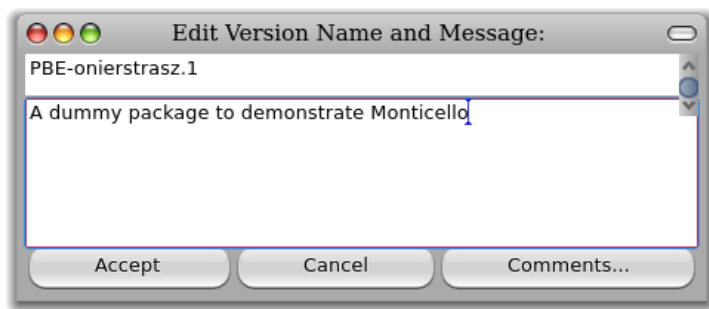 Edit Version Name and Message:
PBE-onierstrasz.1
A dummy package to demonstrate Monticello
Accept
Cancel
Comments...